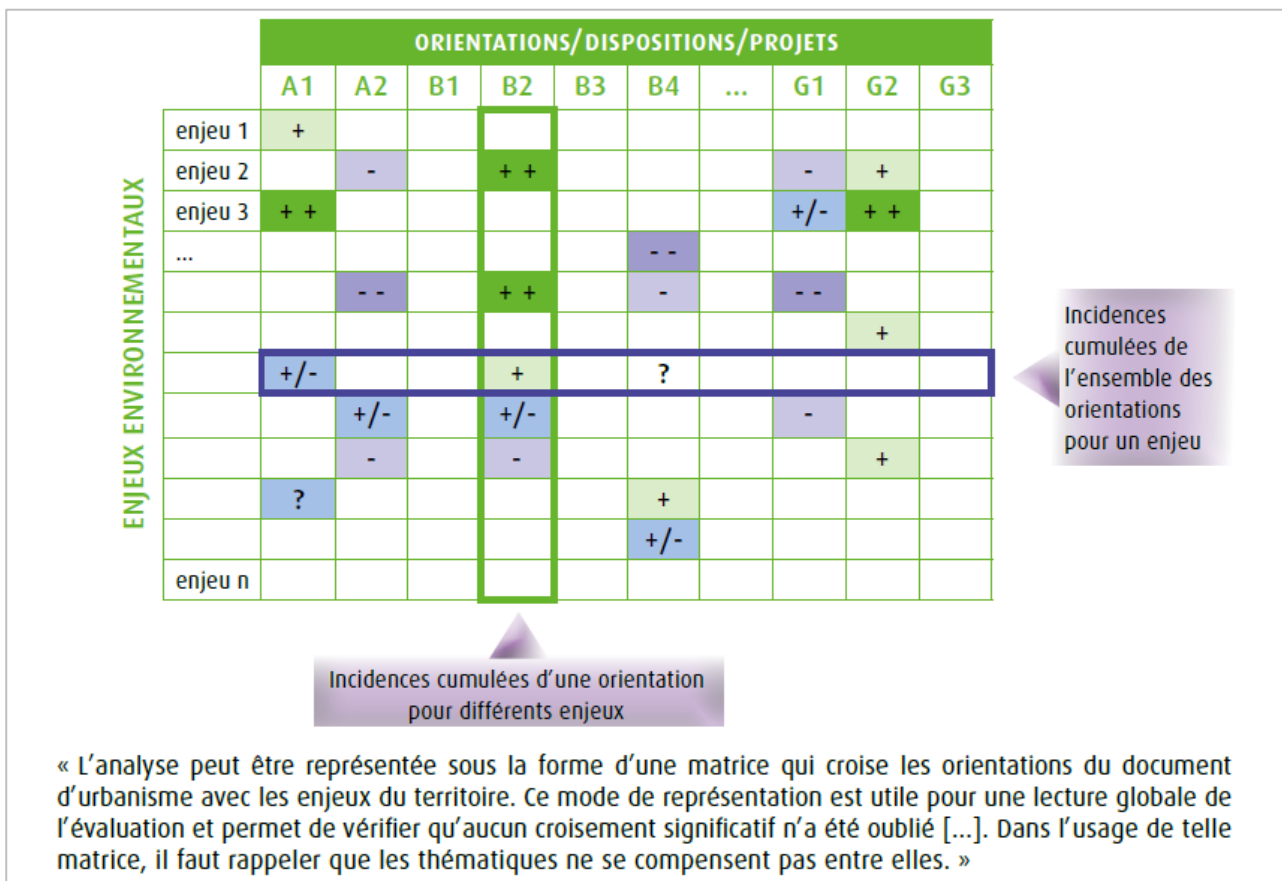 ORIENTATIONS/DISPOSITIONS/PROJETS
A1 A2 B1 B2 B3 B4 ... G1 G2 G3
ENJEUX ENVIRONNEMENTAUX
enjeu 1 +
enjeu 2 - + + - +
enjeu 3 + + +/- + +
... - -
- - + + - - -
+
+/- + ?
+/- +/- -
- - +
? +
+/-
enjeu n
Incidences
cumulées de
l'ensemble des
orientations
pour un enjeu
Incidences cumulées d'une orientation
pour différents enjeux
« L'analyse peut être représentée sous la forme d'une matrice qui croise les orientations du document
d'urbanisme avec les enjeux du territoire. Ce mode de représentation est utile pour une lecture globale de
l'évaluation et permet de vérifier qu'aucun croisement significatif n'a été oublié [...]. Dans l'usage de telle
matrice, il faut rappeler que les thématiques ne se compensent pas entre elles. »